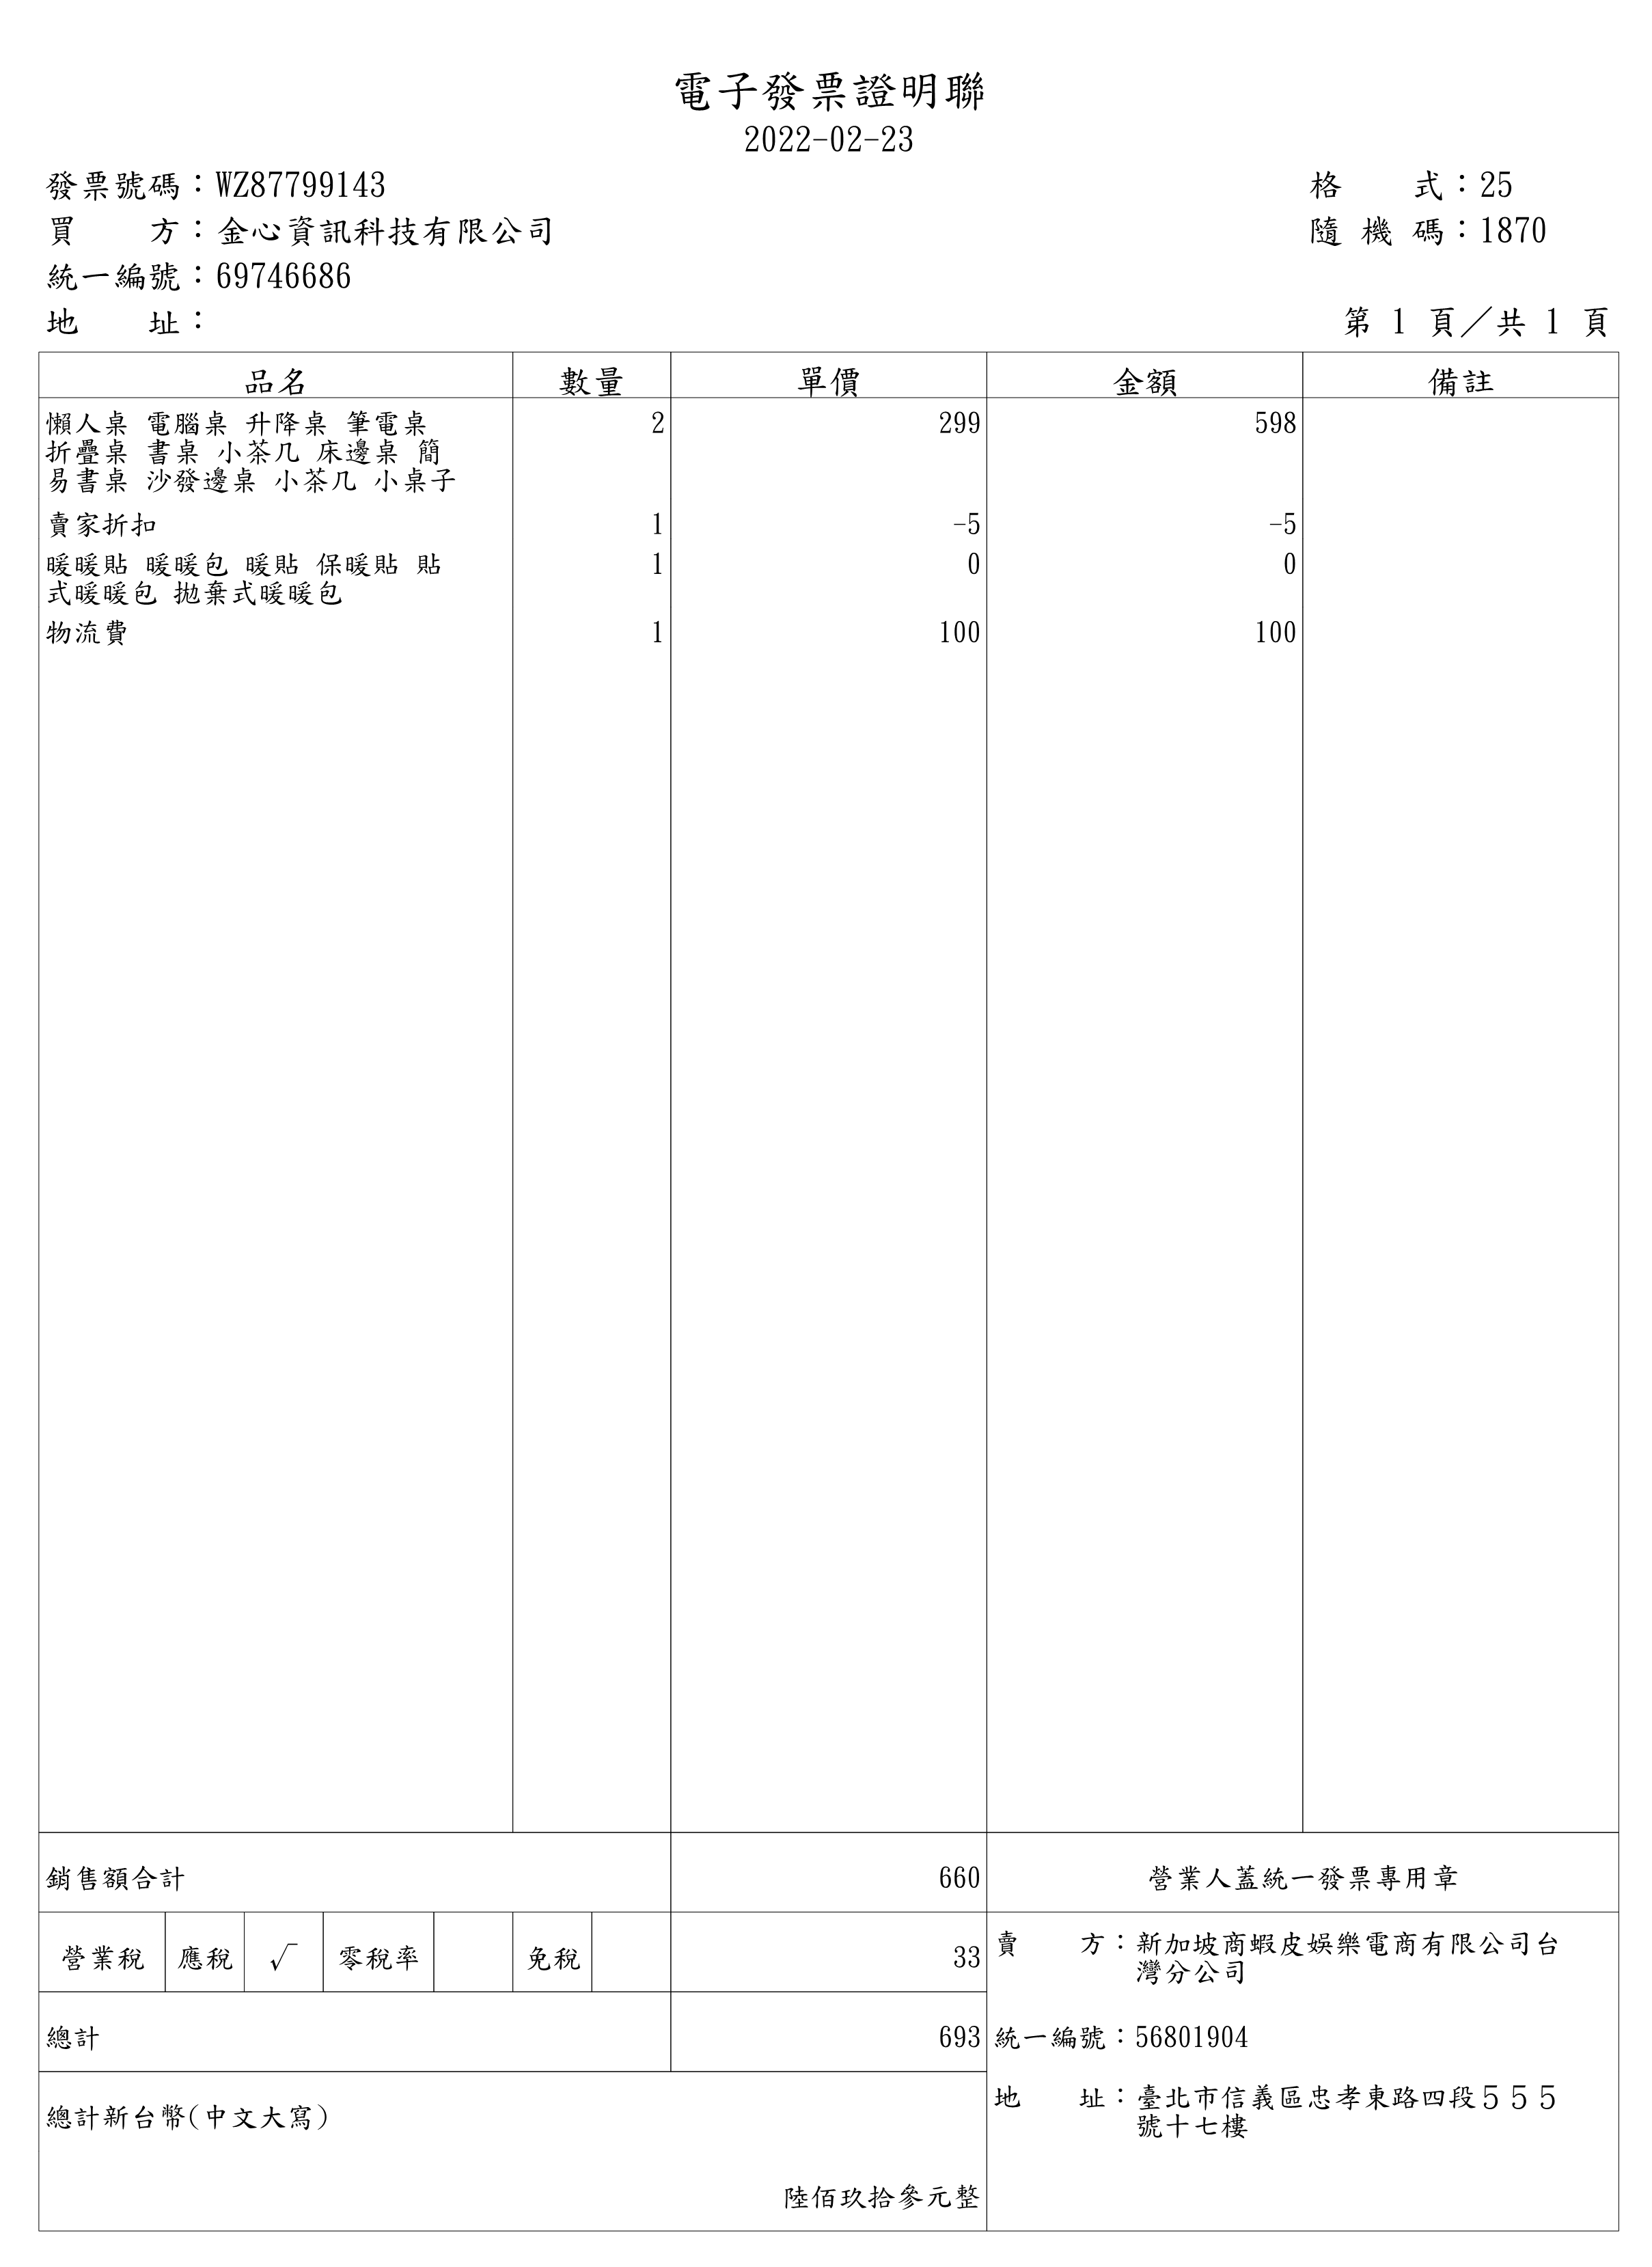 電子發票證明聯
2022-02-23
發票號碼：WZ87799143 格 式：25
買 方：金心資訊科技有限公司 隨 機 碼：1870
統一編號：69746686
地 址： 第 1 頁／共 1 頁
品名 數量 單價 金額 備註
懶人桌 電腦桌 升降桌 筆電桌 2 299 598
折疊桌 書桌 小茶几 床邊桌 簡
易書桌 沙發邊桌 小茶几 小桌子
賣家折扣 1 -5 -5
暖暖貼 暖暖包 暖貼 保暖貼 貼 1 0 0
式暖暖包 拋棄式暖暖包
物流費 1 100 100
銷售額合計 660 營業人蓋統一發票專用章
營業稅 應稅 √ 零稅率 免稅 33
賣 方：新加坡商蝦皮娛樂電商有限公司台
灣分公司
總計 693 統一編號：56801904
地 址：臺北市信義區忠孝東路四段５５５
號十七樓
總計新台幣(中文大寫)
陸佰玖拾參元整